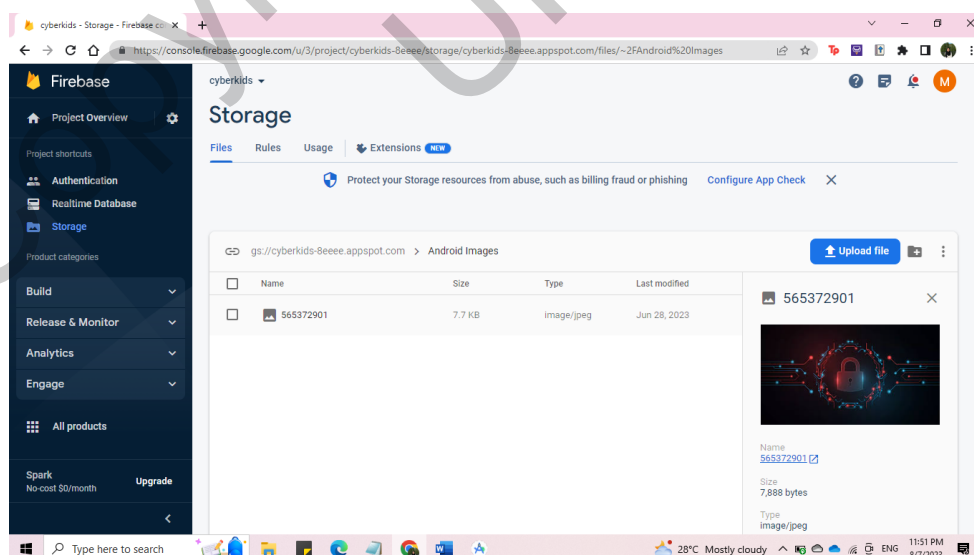 cyberkids - Storage - Firebase co
https://console.firebase.google.com/u/3/project/cyberkids-8eeee/storage/cyberkids-8eeee.appspot.com/files/~2FAndroid%20Images
Firebase
cyberkids
M
Project Overview
Storage
Project shortcuts
Files Rules Usage Extensions NEW
Authentication
Protect your Storage resources from abuse, such as billing fraud or phishing Configure App Check
Realtime Database
Storage
Product categories
gs://cyberkids-8eeee.appspot.com > Android Images
Upload file
Build
Name Size Type Last modified
565372901
565372901 7.7 KB image/jpeg Jun 28, 2023
Release & Monitor
Analytics
Engage
All products
Name
565372901
Spark
No-cost $0/month
Upgrade
Size
7,888 bytes
Type
image/jpeg
Type here to search
28°C Mostly cloudy
ENG
11:51 PM
8/7/2023